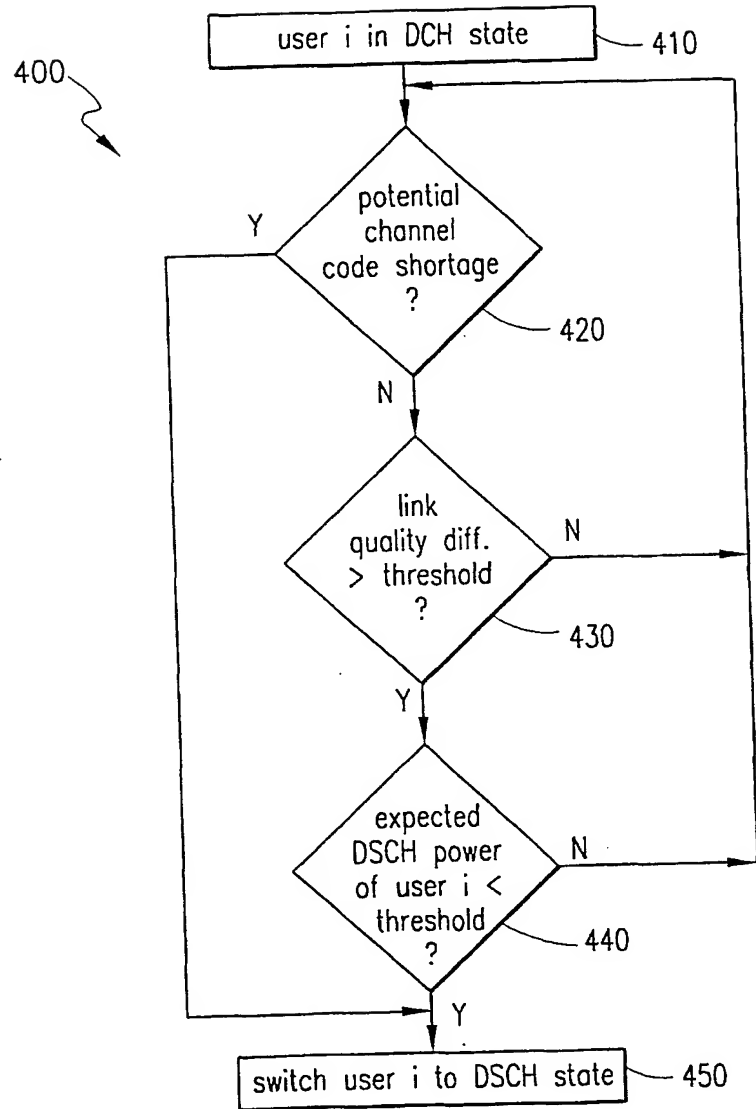 user i in DCH state
410
400
potential
channel
code shortage
?
Y
420
N
link
quality diff.
> threshold
?
N
430
Y
expected
DSCH power
of user i <
threshold
?
N
440
Y
switch user i to DSCH state
450